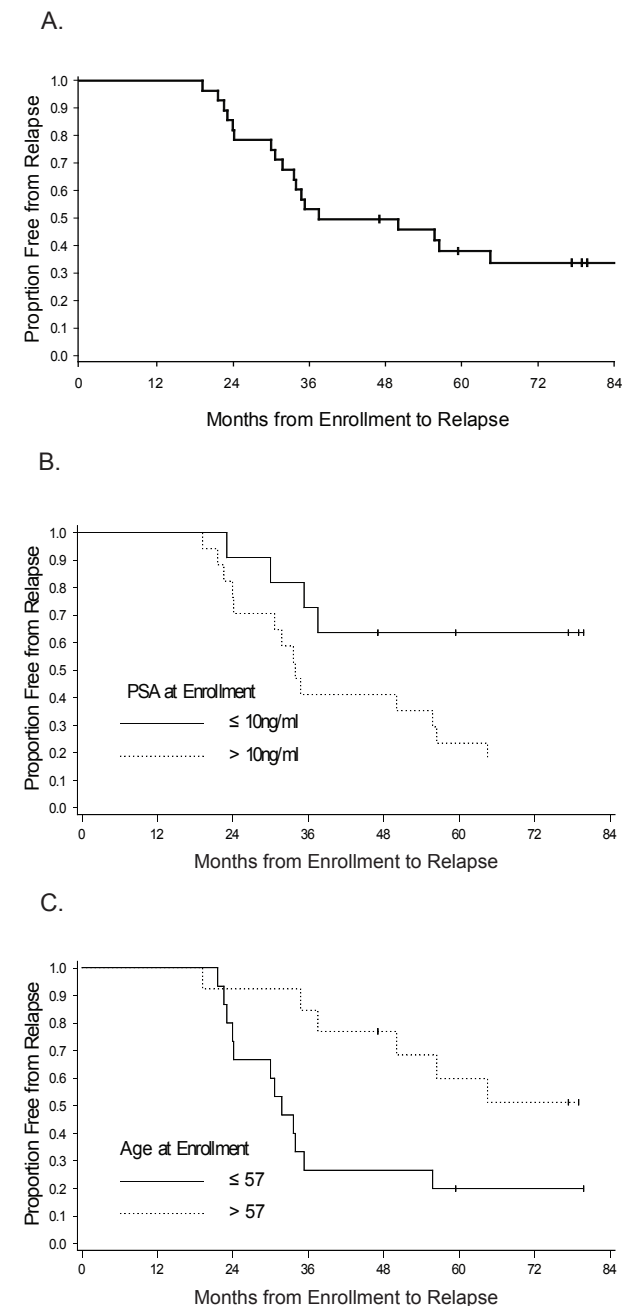 A.
Proprtion Free from Relapse
1.0
0.9
0.8
0.7
0.6
0.5
0.4
0.3
0.2
0.1
0.0
0 12 24 36 48 60 72 84
Months from Enrollment to Relapse
B.
Proportion Free from Relapse
1.0
0.9
0.8
0.7
0.6
0.5
0.4
0.3
0.2
0.1
0.0
PSA at Enrollment
≤ 10ng/ml
> 10ng/ml
0 12 24 36 48 60 72 84
Months from Enrollment to Relapse
C.
Proportion Free from Relapse
1.0
0.9
0.8
0.7
0.6
0.5
0.4
0.3
0.2
0.1
0.0
Age at Enrollment
≤ 57
> 57
0 12 24 36 48 60 72 84
Months from Enrollment to Relapse